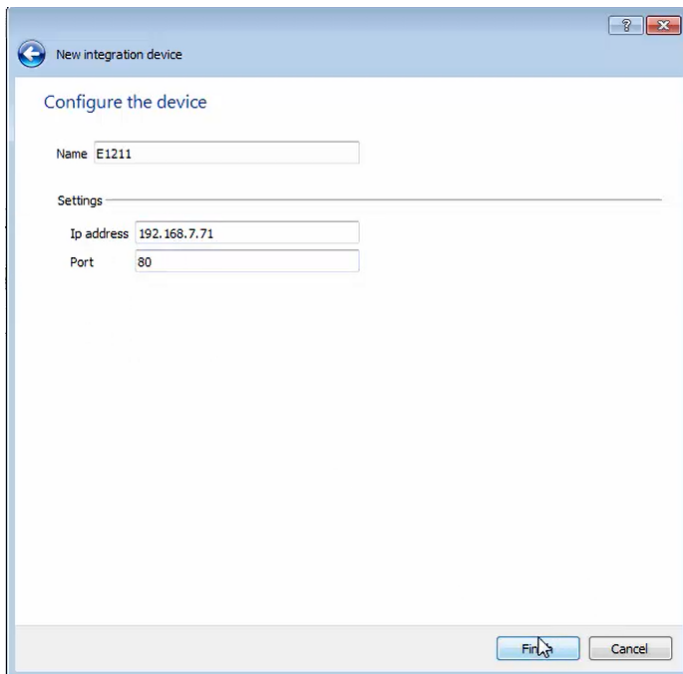 ?
New integration device
Configure the device
Name E1211
Settings
Ip address 192.168.7.71
Port 80
Cancel